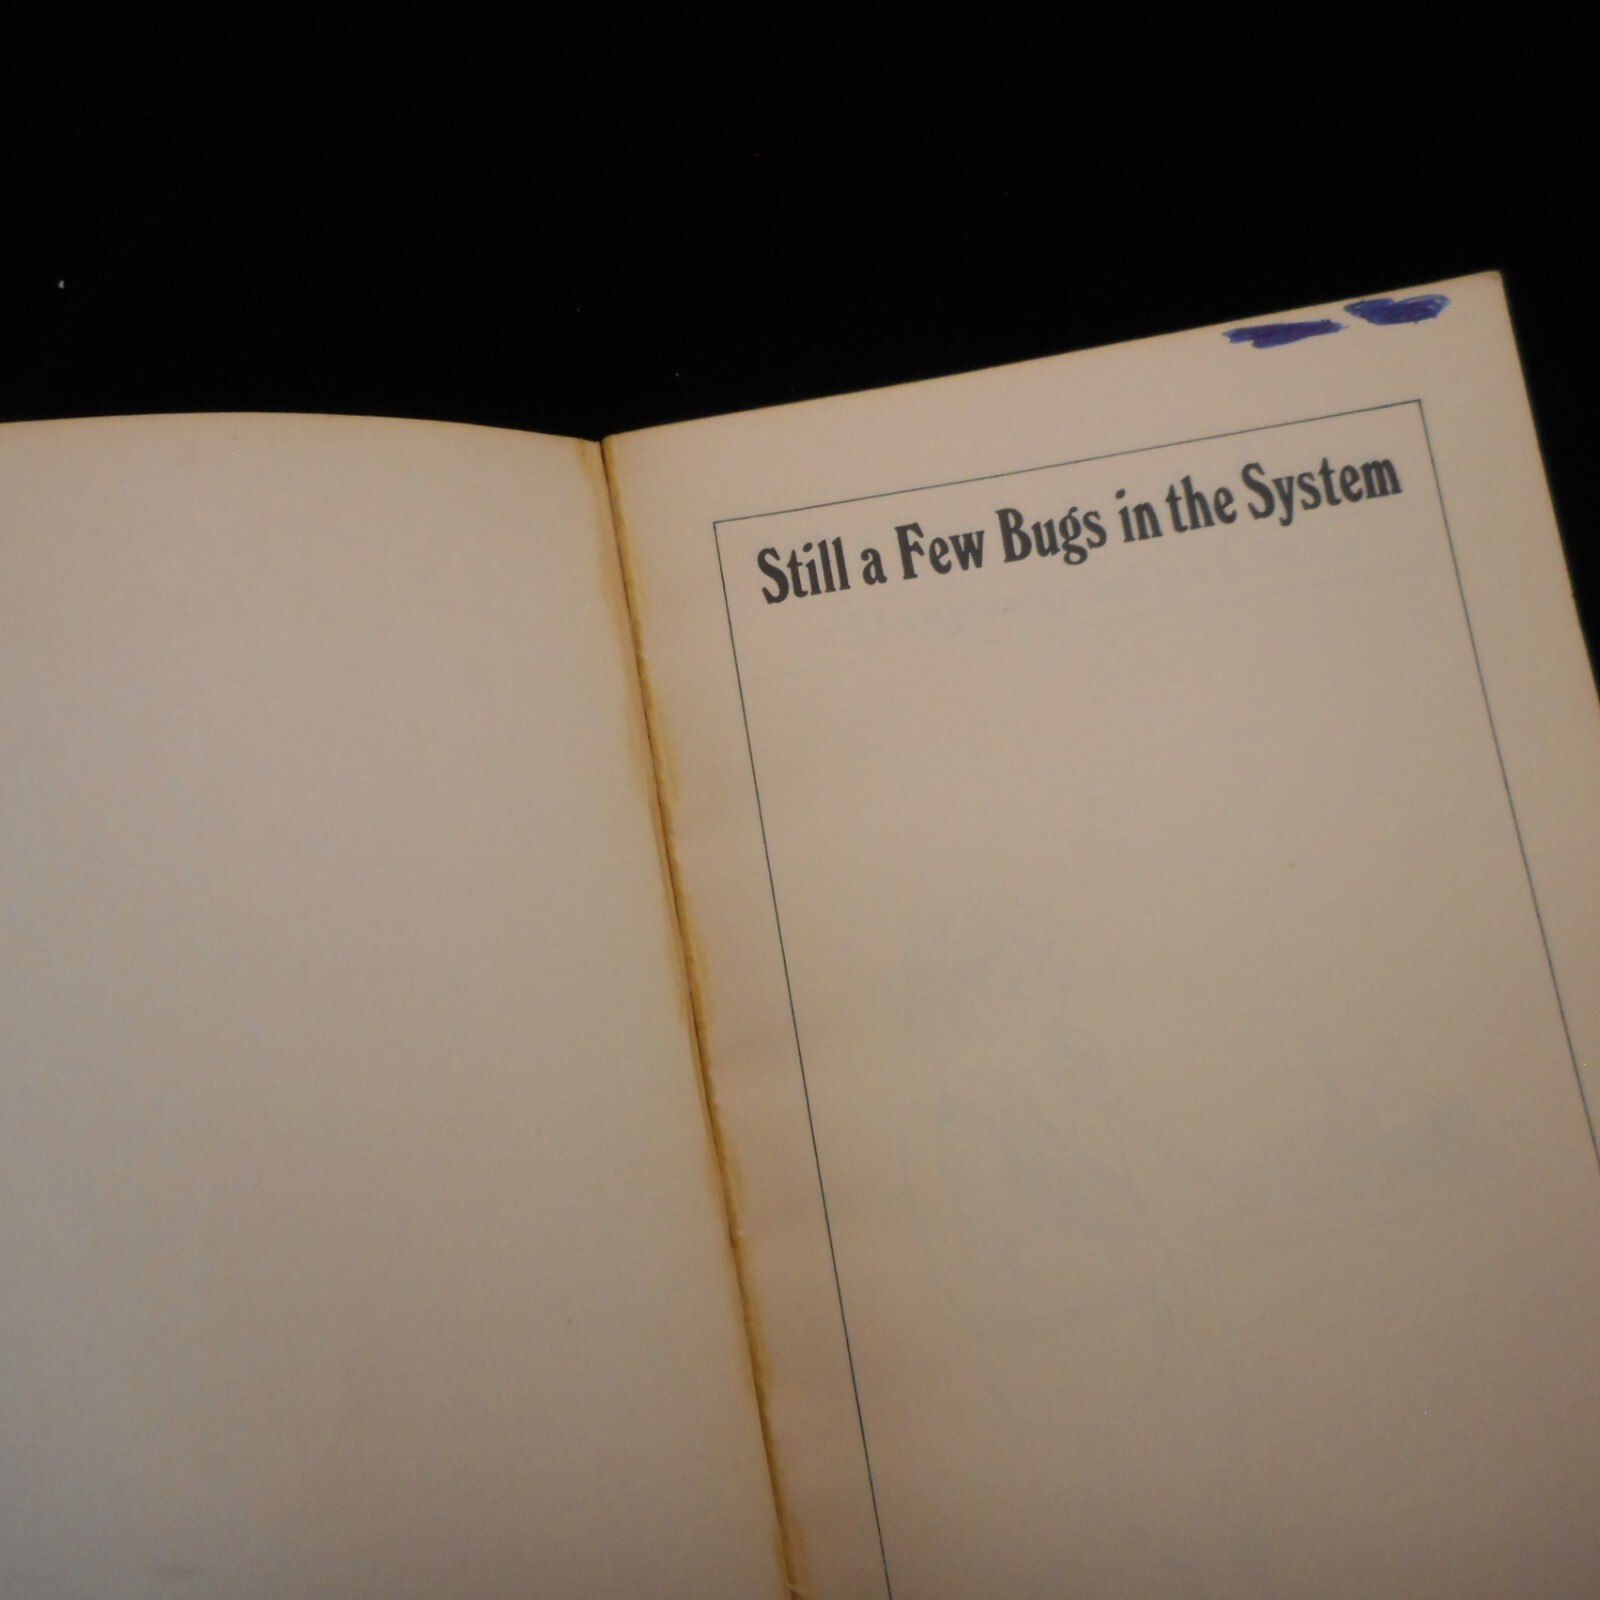 Still a Few Bugs in the System